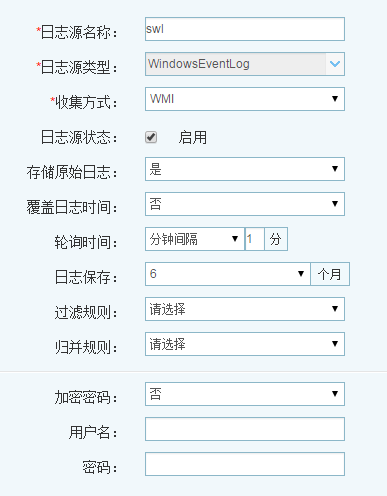 *日志源名称： swl
*日志源类型： WindowsEventLog
*收集方式： WMI
日志源状态： 启用
存储原始日志： 是
覆盖日志时间： 否
轮询时间： 分钟间隔 1 分
日志保存： 6 个月
过滤规则： 请选择
归并规则： 请选择
加密密码： 否
用户名：
密码：